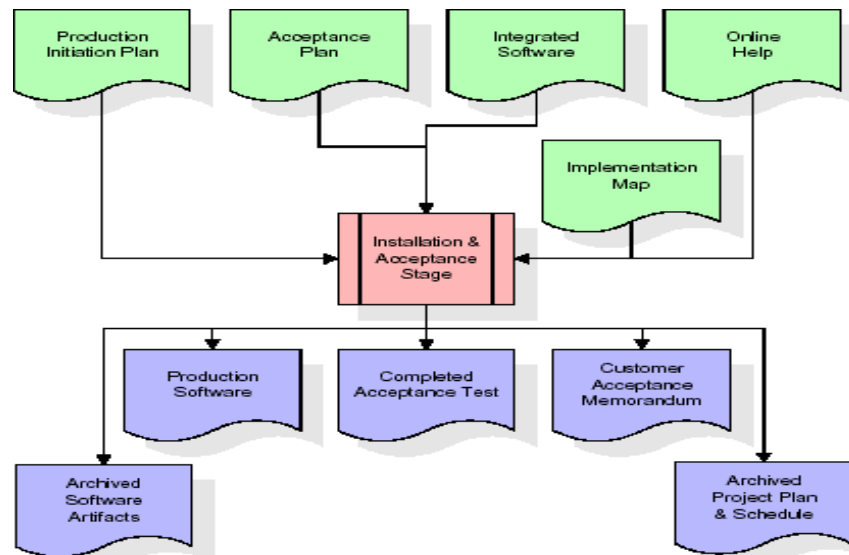 Production
Initiation Plan
Acceptance
Plan
Integrated
Software
Online
Help
Implementation
Map
Installation &
Acceptance
Stage
Production
Software
Completed
Acceptance Test
Customer
Acceptance
Memorandum
Archived
Software
Artifacts
Archived
Project Plan
& Schedule